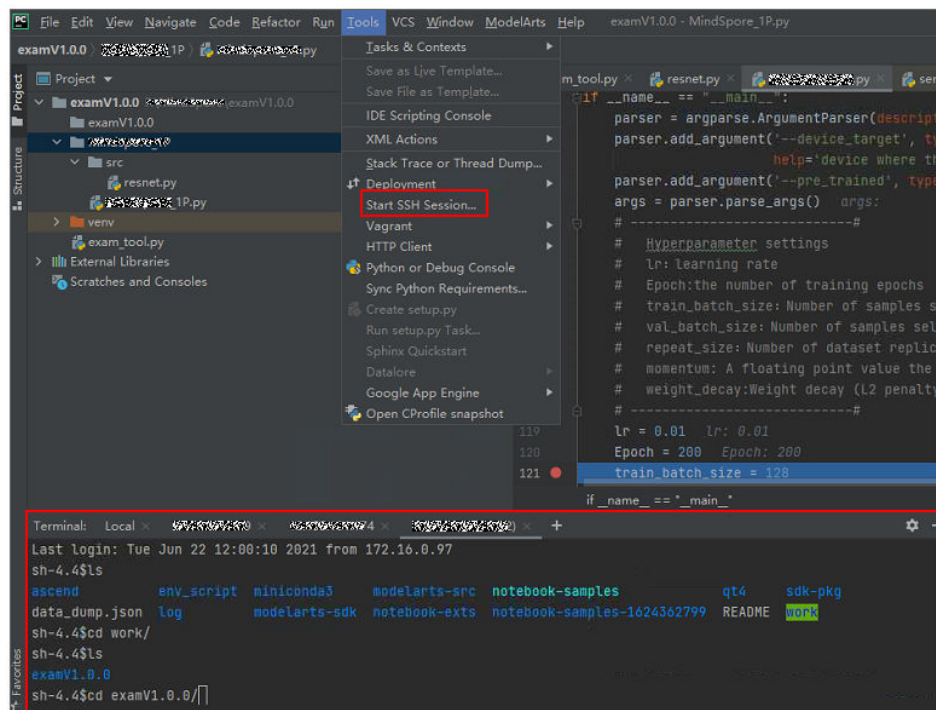 PC File Edit View Navigate Code Refactor Run Tools VCS Window ModelArts Help examV1.0.0 - MindSpore_1P.py
examV1.0.0 _1P .py
Project
Project
Structure
Favorites
examV1.0.0 examV1.0.0
examV1.0.0
src
resnet.py
_1P.py
venv
exam_tool.py
External Libraries
Scratches and Consoles
Tasks & Contexts
Save as Live Template...
Save File as Template...
IDE Scripting Console
XML Actions
Stack Trace or Thread Dump...
Deployment
Start SSH Session...
Vagrant
HTTP Client
Python or Debug Console
Sync Python Requirements...
Create setup.py
Run setup.py Task...
Sphinx Quickstart
Datalore
Google App Engine
Open CProfile snapshot
m_tool.py resnet.py .py ser
if __name__ == "__main__":
parser = argparse.ArgumentParser(descript
parser.add_argument('--device_target', ty
help='device where th
parser.add_argument('--pre_trained', type
args = parser.parse_args() args:
# ---------------------------#
# Hyperparameter settings
# lr: learning rate
# Epoch:the number of training epochs
# train_batch_size: Number of samples s
# val_batch_size: Number of samples sel
# repeat_size: Number of dataset replic
# momentum: A floating point value the
# weight_decay:Weight decay (L2 penalty
# ---------------------------#
119 lr = 0.01 lr: 0.01
120 Epoch = 200 Epoch: 200
121 train_batch_size = 128
if __name__ == "__main__"
Terminal: Local 9 74 2) +
Last login: Tue Jun 22 12:00:10 2021 from 172.16.0.97
sh-4.4$ls
ascend env_script miniconda3 modelarts-src notebook-samples qt4 sdk-pkg
data_dump.json log modelarts-sdk notebook-exts notebook-samples-1624362799 README work
sh-4.4$cd work/
sh-4.4$ls
examV1.0.0
sh-4.4$cd examV1.0.0/